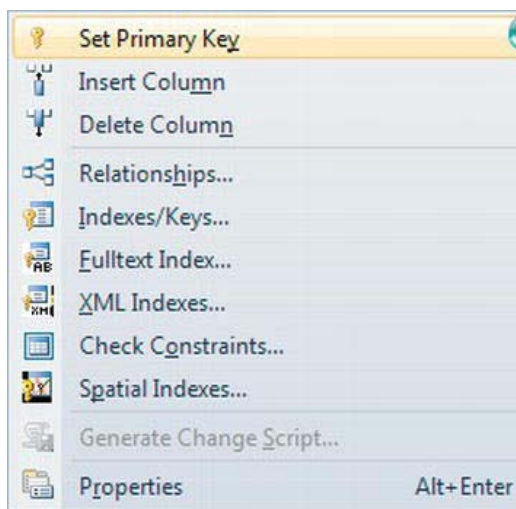 Set Primary Key
Insert Column
Delete Column
Relationships...
Indexes/Keys...
Fulltext Index...
AB
XML Indexes...
Check Constraints...
Spatial Indexes...
Generate Change Script...
Properties Alt+Enter